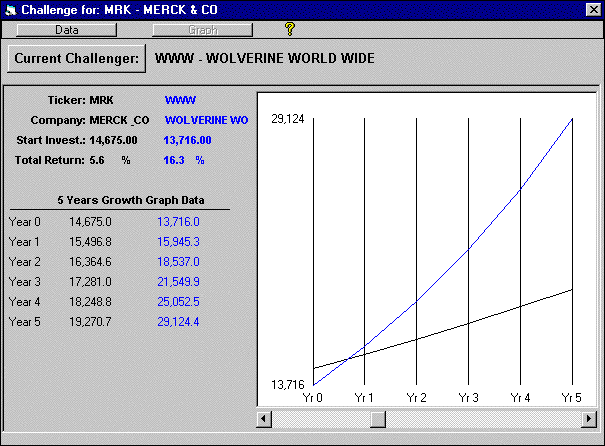 Challenge for: MRK - MERCK & CO
Data Graph ?
Current Challenger: WWW - WOLVERINE WORLD WIDE
Ticker: MRK WWW
Company: MERCK _CO WOLVERINE WO
Start Invest.: 14,675.00 13,716.00
Total Return: 5.6 % 16.3 %
5 Years Growth Graph Data
Year 0 14,675.0 13,716.0
Year 1 15,496.8 15,945.3
Year 2 16,364.6 18,537.0
Year 3 17,281.0 21,549.9
Year 4 18,248.8 25,052.5
Year 5 19,270.7 29,124.4
29,124
13,716
Yr 0 Yr 1 Yr 2 Yr 3 Yr 4 Yr 5